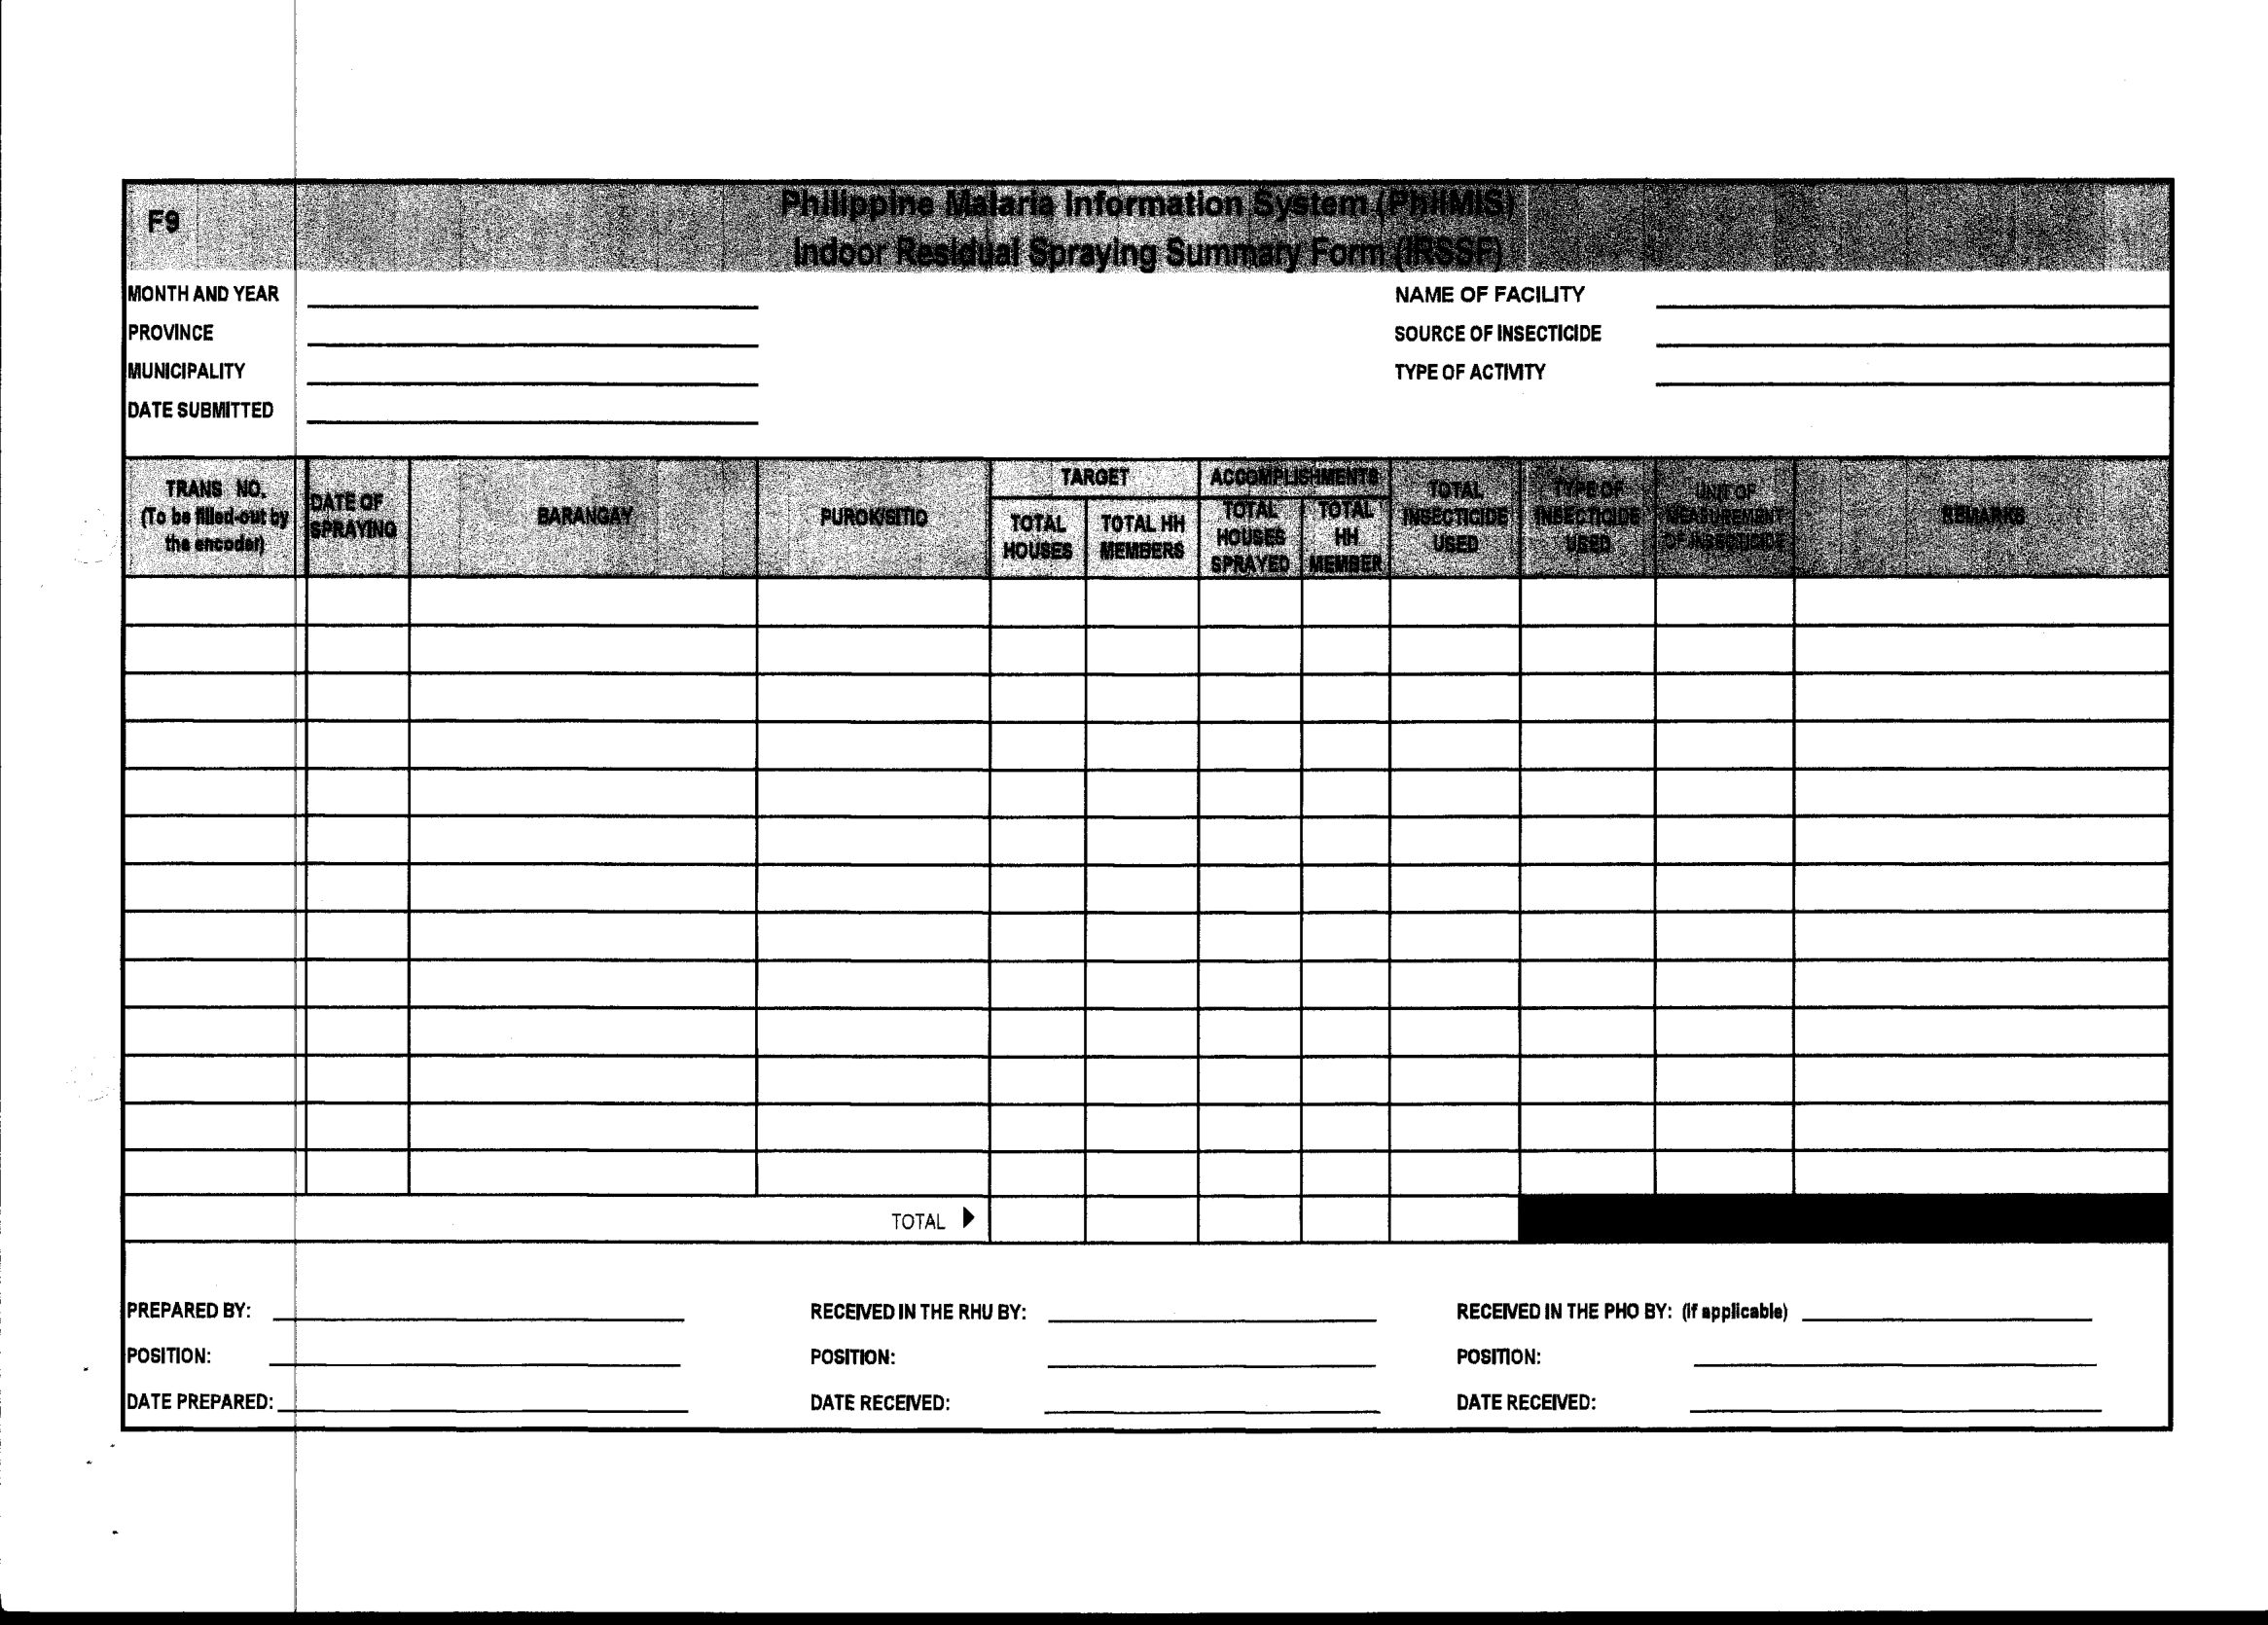 F9
Philippine Malaria Information System (PhilMIS)
Indoor Residual Spraying Summary Form (IRSSF)
MONTH AND YEAR
PROVINCE
MUNICIPALITY
DATE SUBMITTED
NAME OF FACILITY
SOURCE OF INSECTICIDE
TYPE OF ACTIVITY
TRANS NO.
(To be filled-out by
the encoder)
DATE OF
SPRAYING
BARANGAY
PUROK/SITIO
TARGET
TOTAL
HOUSES
TOTAL HH
MEMBERS
ACCOMPLISHMENTS
TOTAL
HOUSES
SPRAYED
TOTAL
HH
MEMBER
TOTAL
INSECTICIDE
USED
TYPE OF
INSECTICIDE
USED
UNIT OF
MEASUREMENT
OF INSECTICIDE
REMARKS
TOTAL
PREPARED BY:
POSITION:
DATE PREPARED:
RECEIVED IN THE RHU BY:
POSITION:
DATE RECEIVED:
RECEIVED IN THE PHO BY: (if applicable)
POSITION:
DATE RECEIVED: